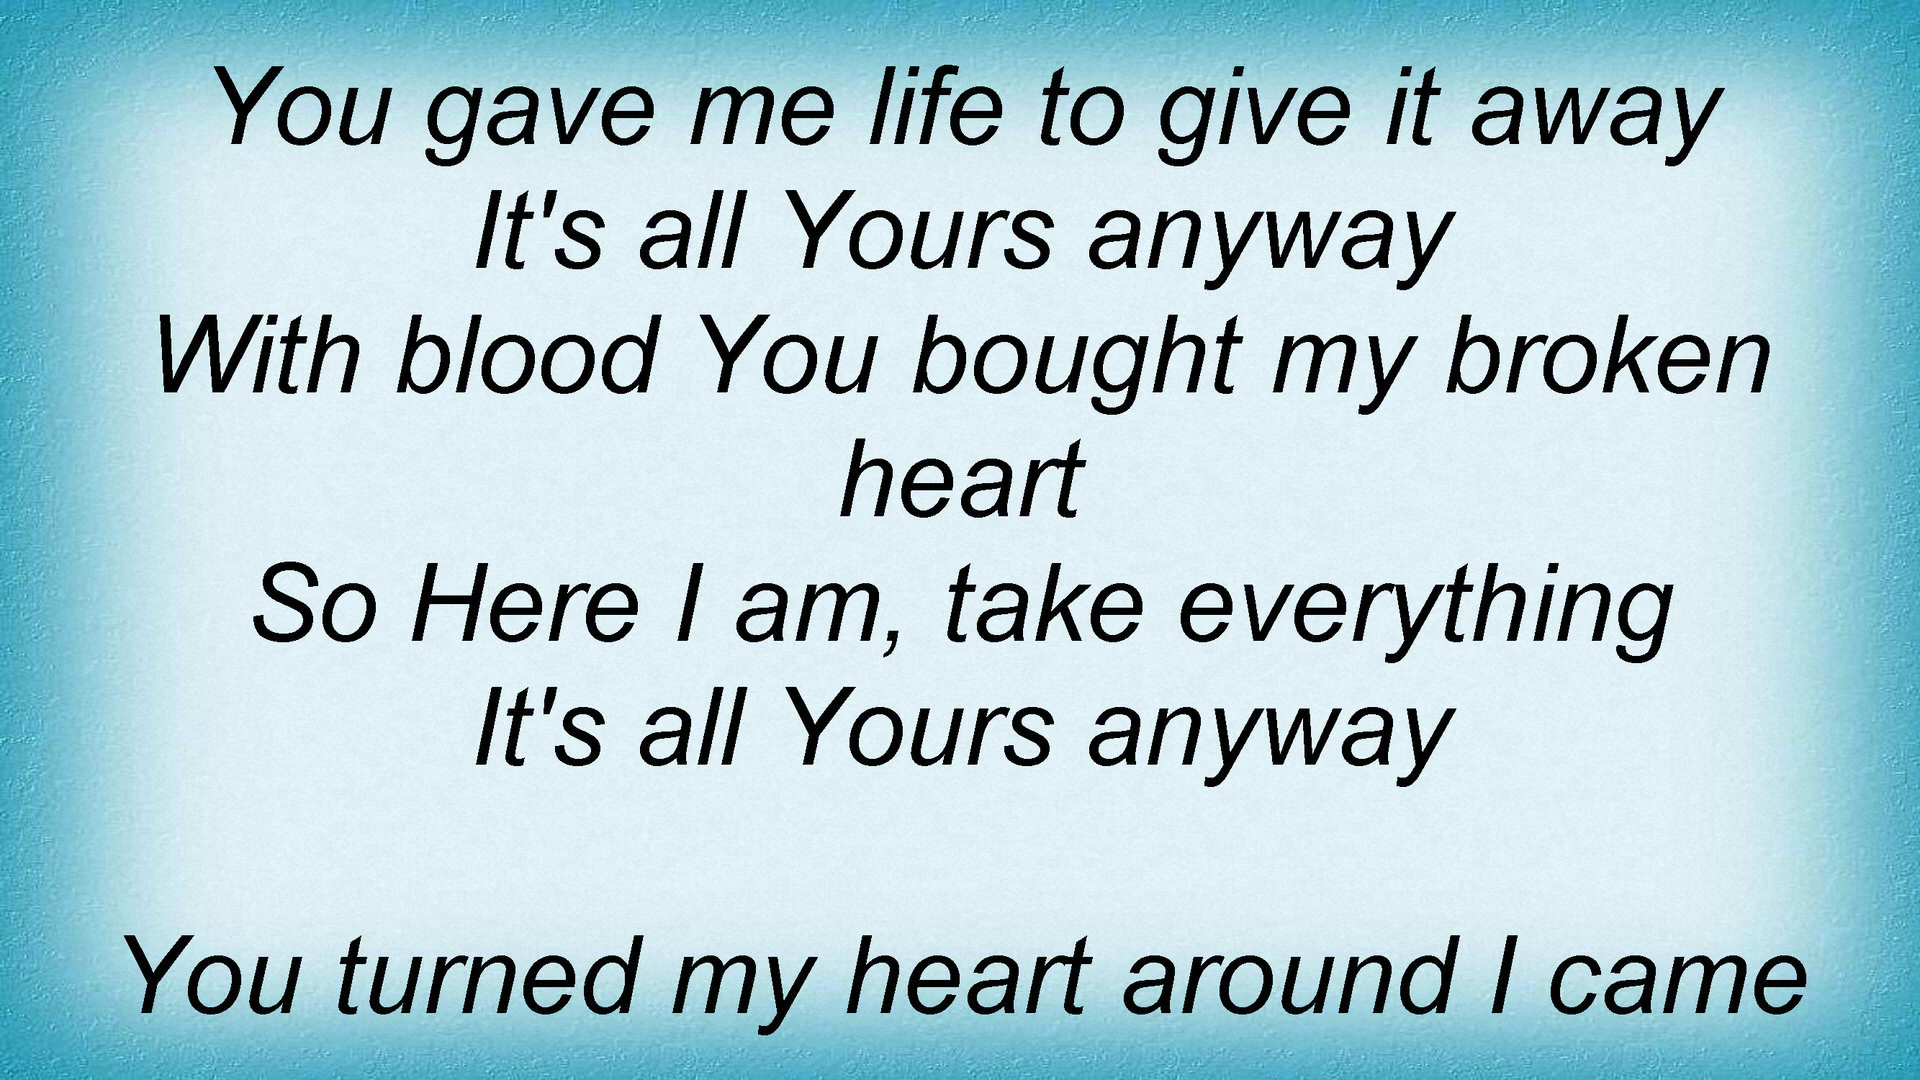 You gave me life to give it away
It's all Yours anyway
With blood You bought my broken
heart
So Here I am, take everything
It's all Yours anyway
You turned my heart around I came